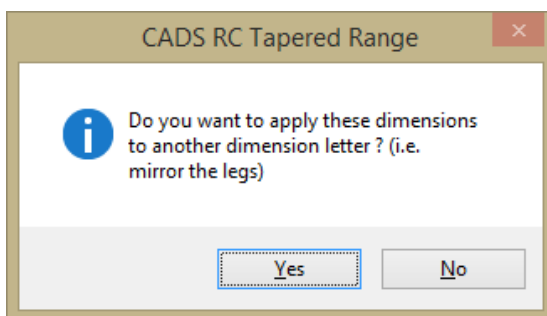 CADS RC Tapered Range
Do you want to apply these dimensions
to another dimension letter ? (i.e.
mirror the legs)
Yes No